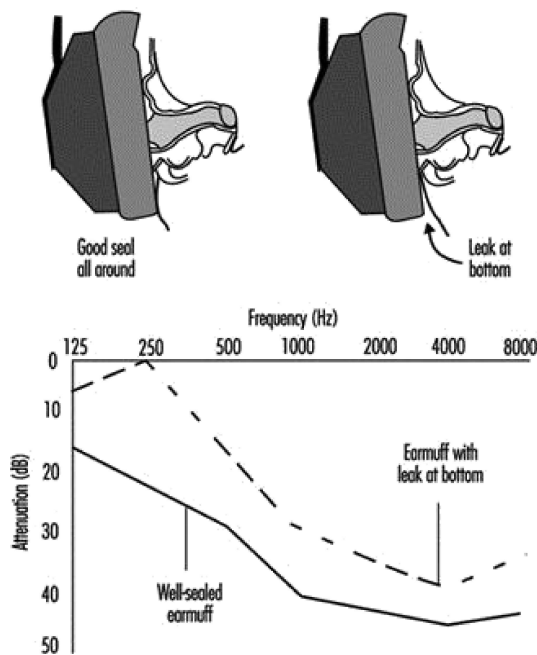 Good seal
all around
Leak at
bottom
Frequency (Hz)
125 250 500 1000 2000 4000 8000
0
10
20
30
40
50
Attenuation (dB)
Earmuff with
leak at bottom
Well-sealed
earmuff